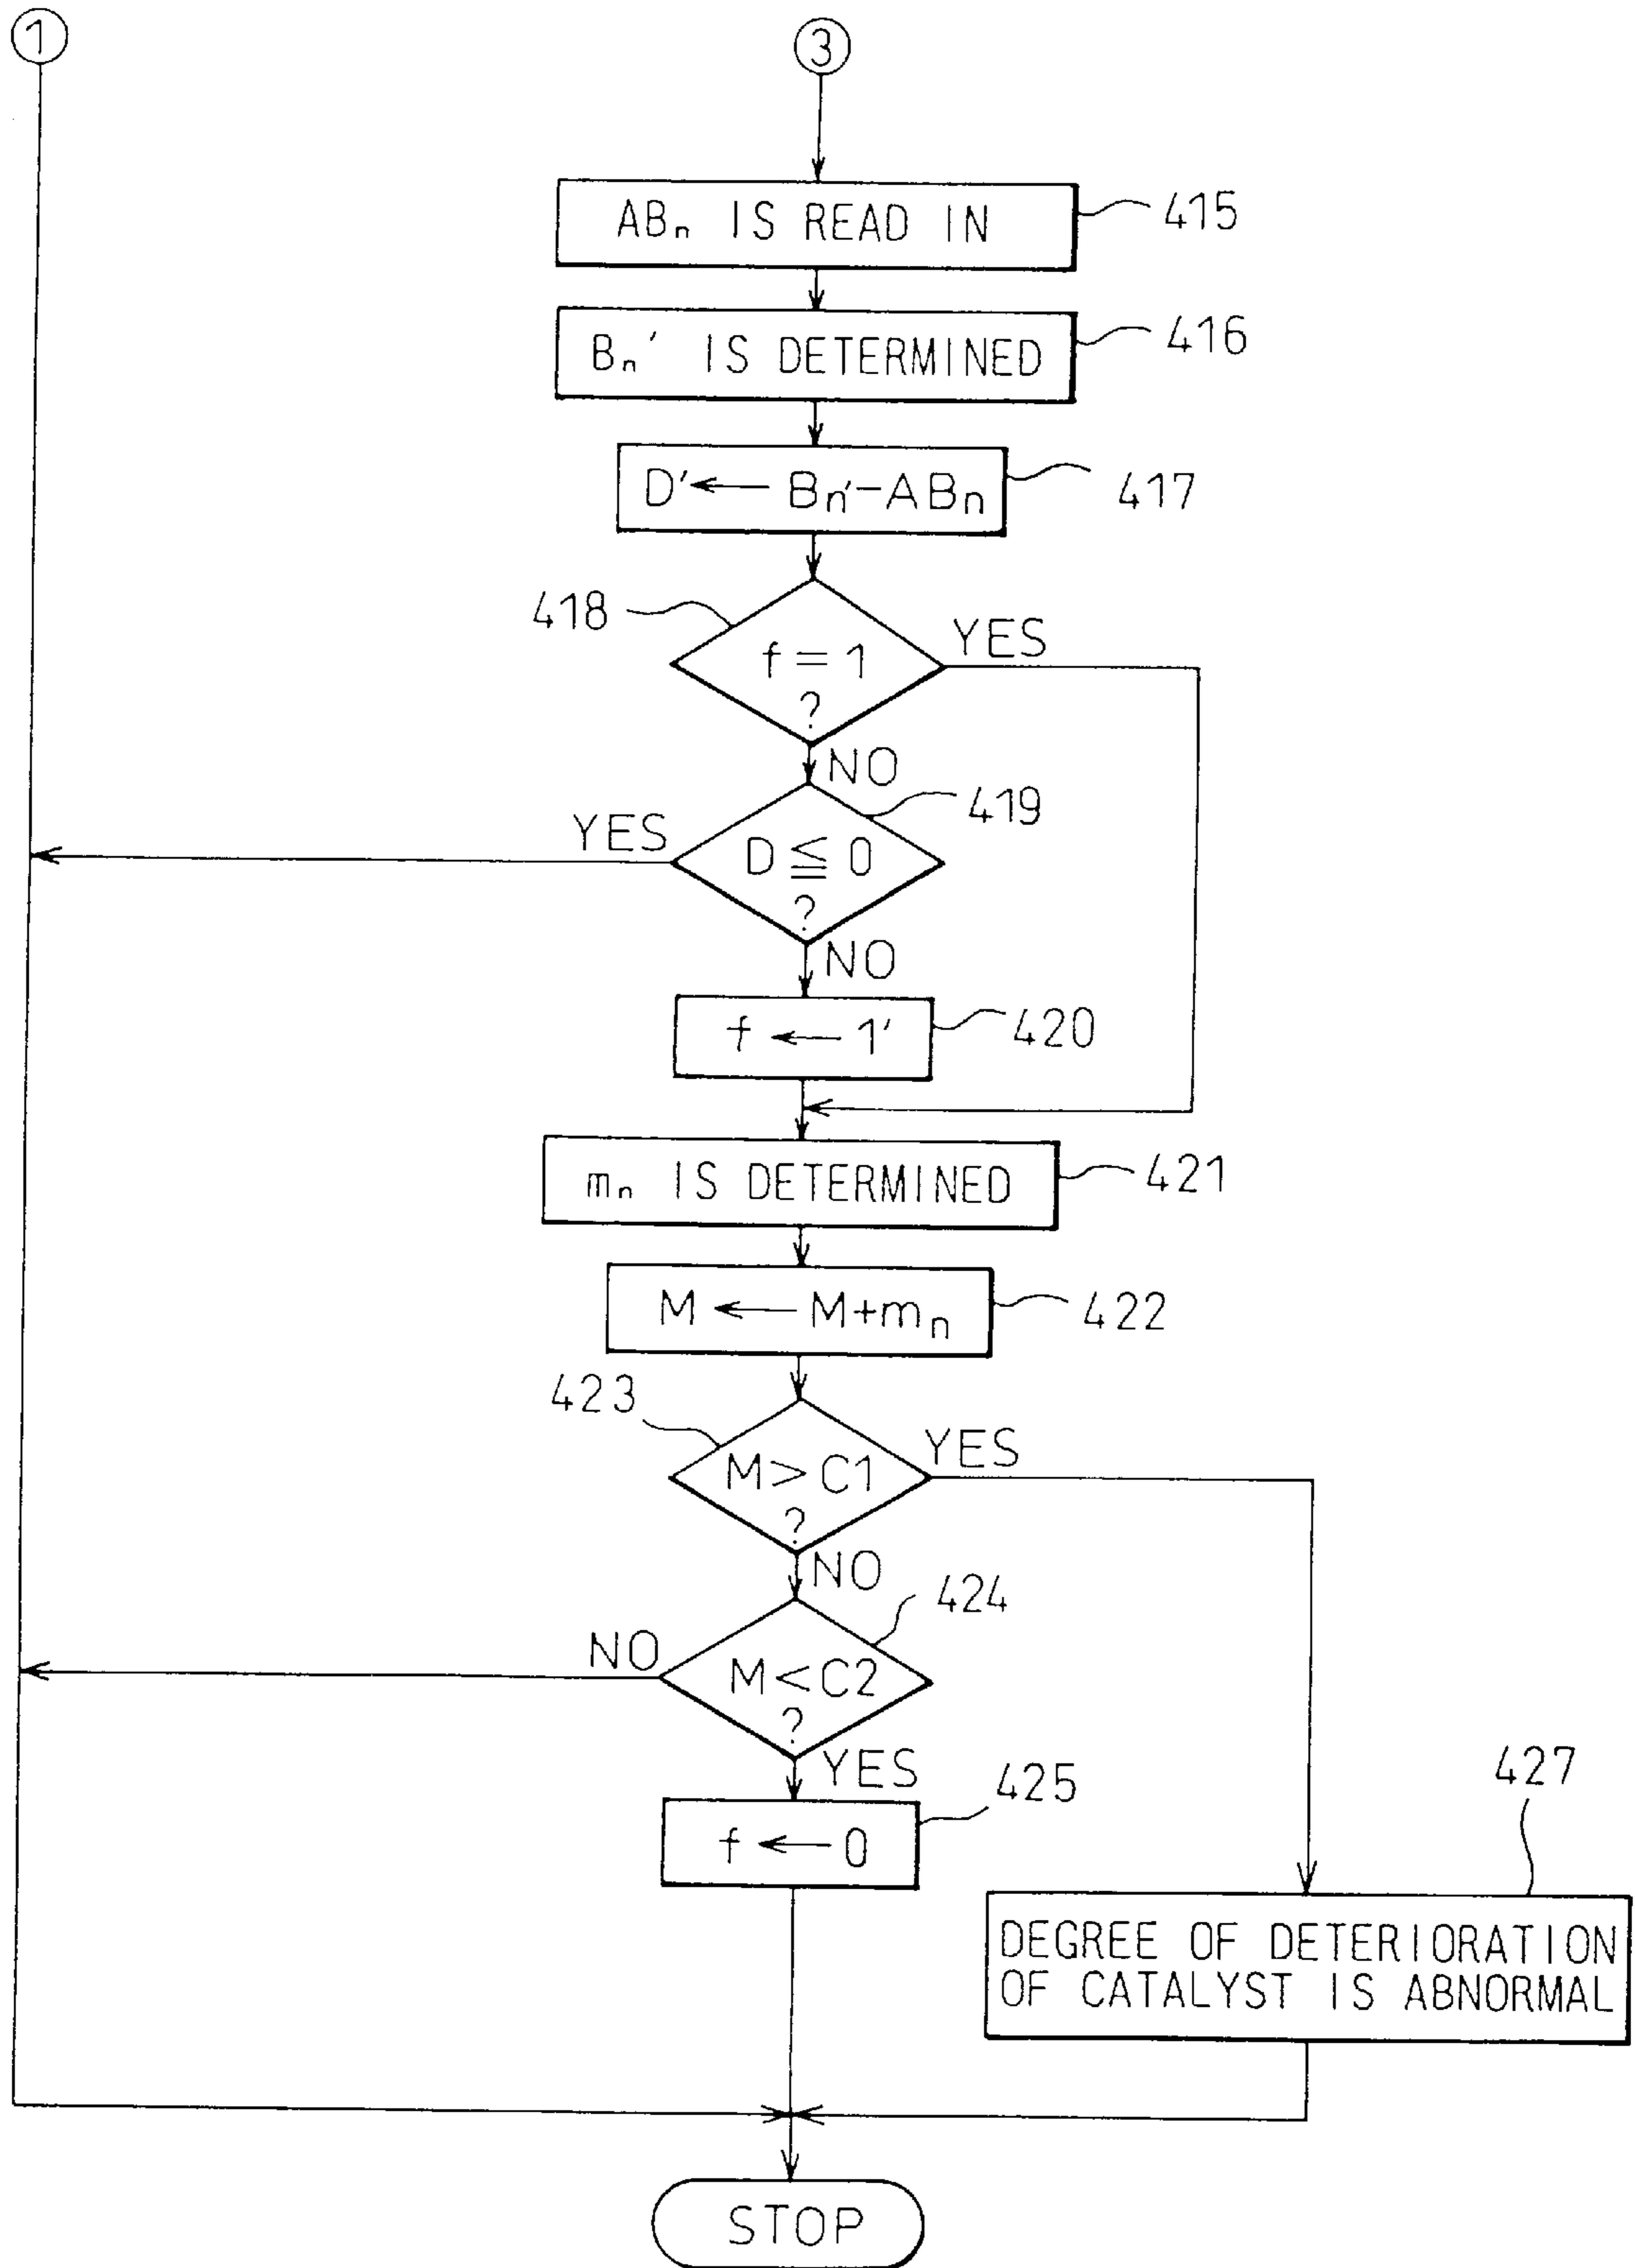 1
3
ABn IS READ IN
415
Bn' IS DETERMINED
416
D' ← Bn'-ABn
417
418
f = 1
?
YES
NO
419
YES
D ≦ 0
?
NO
f ← 1'
420
mn IS DETERMINED
421
M ← M+mn
422
423
M > C1
?
YES
NO
424
NO
M < C2
?
YES
425
f ← 0
427
DEGREE OF DETERIORATION
OF CATALYST IS ABNORMAL
STOP